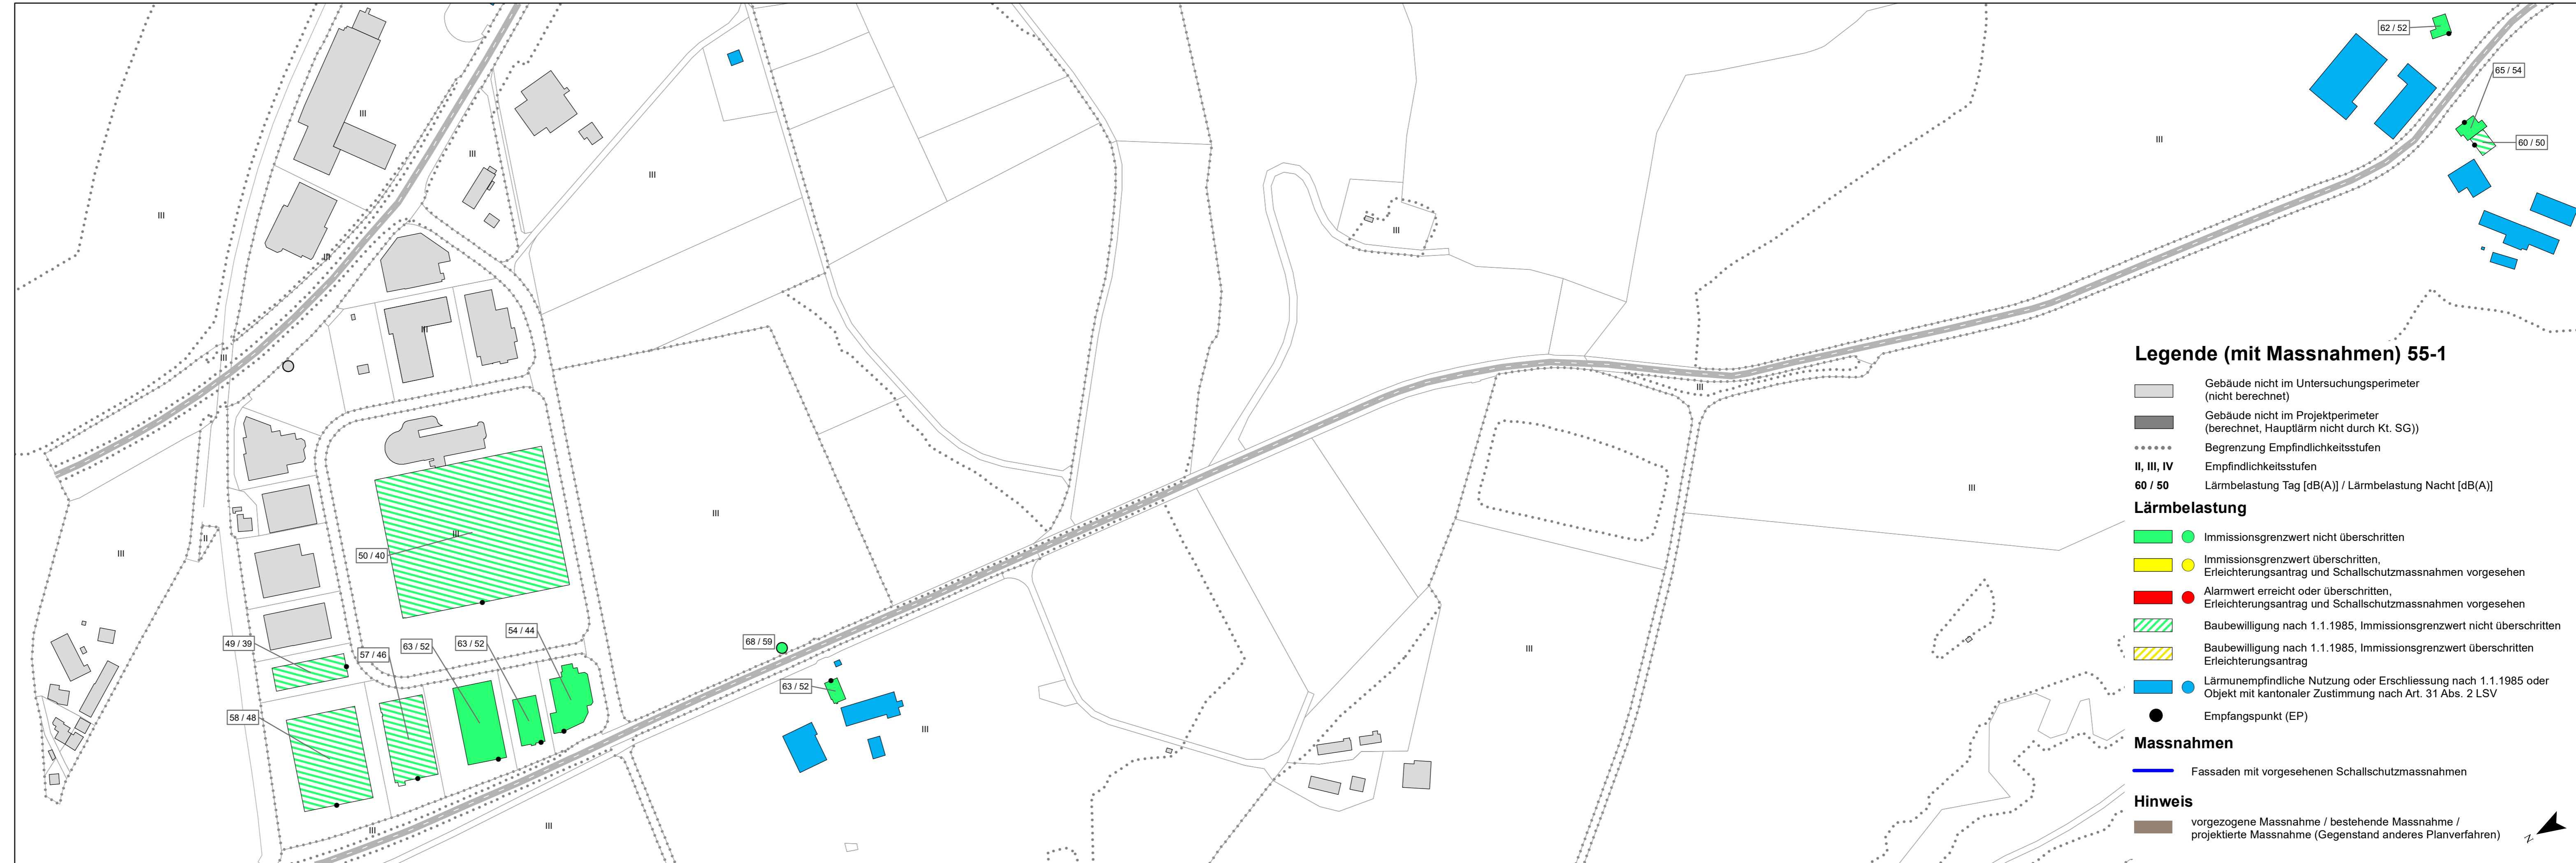 62 / 52
65 / 54
III
III
III
60 / 50
III
III
III
III
III
III
III
50 / 40
III
II
III
III
III
III
54 / 44
49 / 39
57 / 46
63 / 52
63 / 52
68 / 59
63 / 52
58 / 48
III
III
III
III
Legende (mit Massnahmen) 55-1
Gebäude nicht im Untersuchungsperimeter
(nicht berechnet)
Gebäude nicht im Projektperimeter
(berechnet, Hauptlärm nicht durch Kt. SG))
Begrenzung Empfindlichkeitsstufen
II, III, IV Empfindlichkeitsstufen
60 / 50 Lärmbelastung Tag [dB(A)] / Lärmbelastung Nacht [dB(A)]
Lärmbelastung
Immissionsgrenzwert nicht überschritten
Immissionsgrenzwert überschritten,
Erleichterungsantrag und Schallschutzmassnahmen vorgesehen
Alarmwert erreicht oder überschritten,
Erleichterungsantrag und Schallschutzmassnahmen vorgesehen
Baubewilligung nach 1.1.1985, Immissionsgrenzwert nicht überschritten
Baubewilligung nach 1.1.1985, Immissionsgrenzwert überschritten
Erleichterungsantrag
Lärmunempfindliche Nutzung oder Erschliessung nach 1.1.1985 oder
Objekt mit kantonaler Zustimmung nach Art. 31 Abs. 2 LSV
Empfangspunkt (EP)
Massnahmen
Fassaden mit vorgesehenen Schallschutzmassnahmen
Hinweis
vorgezogene Massnahme / bestehende Massnahme /
projektierte Massnahme (Gegenstand anderes Planverfahren)
N